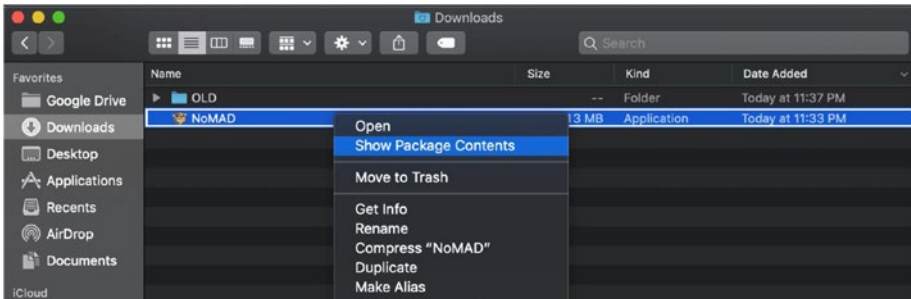 Downloads
Search
Favorites
Google Drive
Downloads
Desktop
Applications
Recents
AirDrop
Documents
iCloud
Name Size Kind Date Added
OLD -- Folder Today at 11:37 PM
NoMAD 13 MB Application Today at 11:33 PM
Open
Show Package Contents
Move to Trash
Get Info
Rename
Compress “NoMAD”
Duplicate
Make Alias